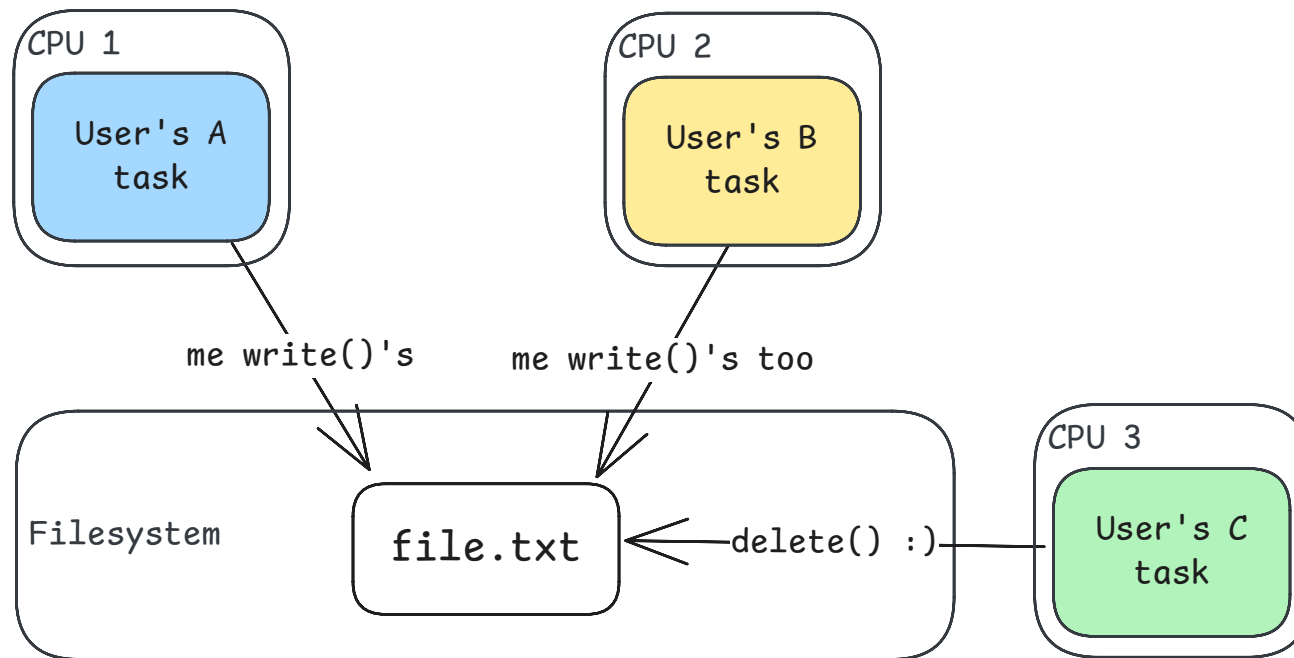 CPU 1
User's A
task
CPU 2
User's B
task
me write()'s
me write()'s too
Filesystem
file.txt
delete() :)
CPU 3
User's C
task